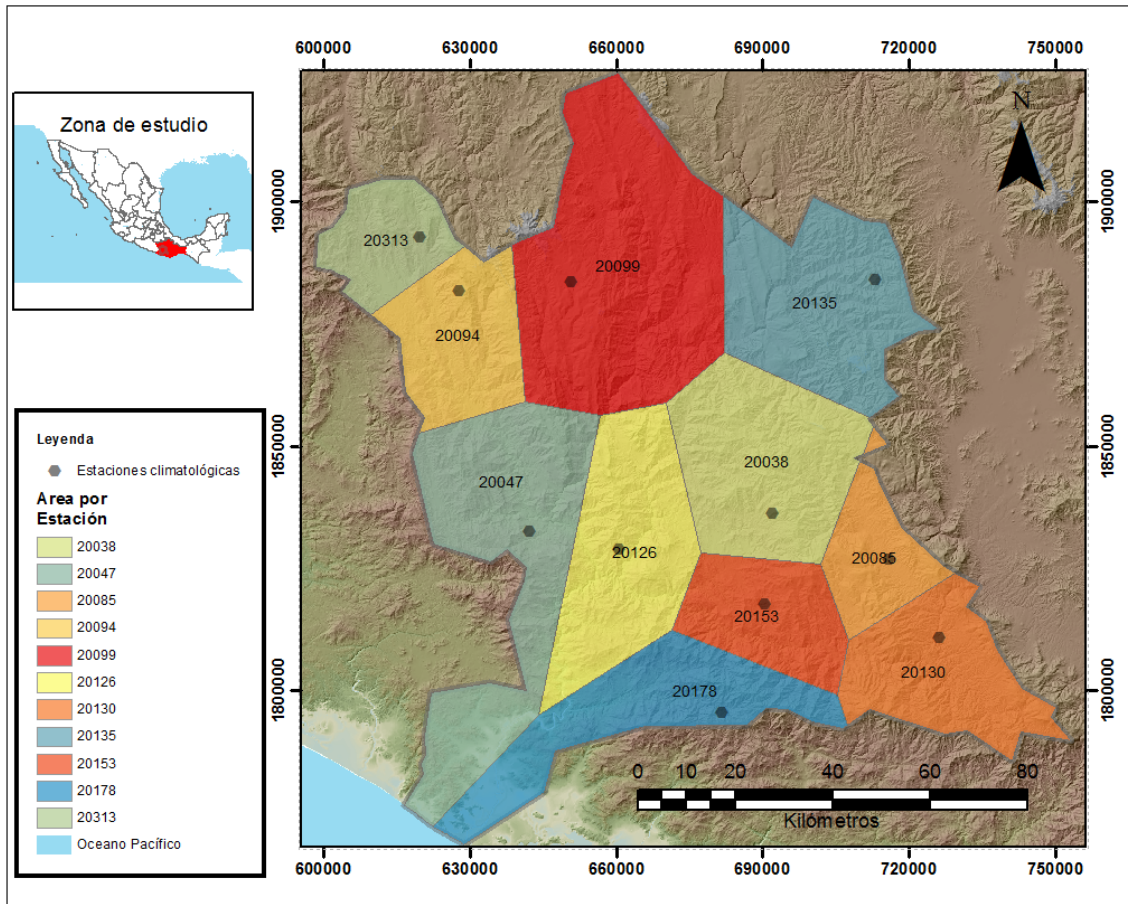 600000 630000 660000 690000 720000 750000
Zona de estudio
N
1900000 1900000
20313
20099
20135
20094
Leyenda
Estaciones climatológicas
Area por
Estación
20038
20047
20085
20094
20099
20126
20130
20135
20153
20178
20313
Oceano Pacífico
1850000 1850000
20038
20047
20126
20085
20153
20130
20178
1800000 1800000
0 10 20 40 60 80
Kilómetros
600000 630000 660000 690000 720000 750000